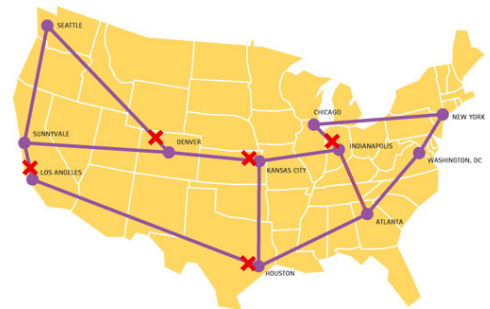 SEATTLE
CHICAGO
NEW YORK
SUNNYVALE
DENVER
INDIANAPOLIS
WASHINGTON, DC
KANSAS CITY
LOS ANGLLES
ATLANTA
HOUSTON